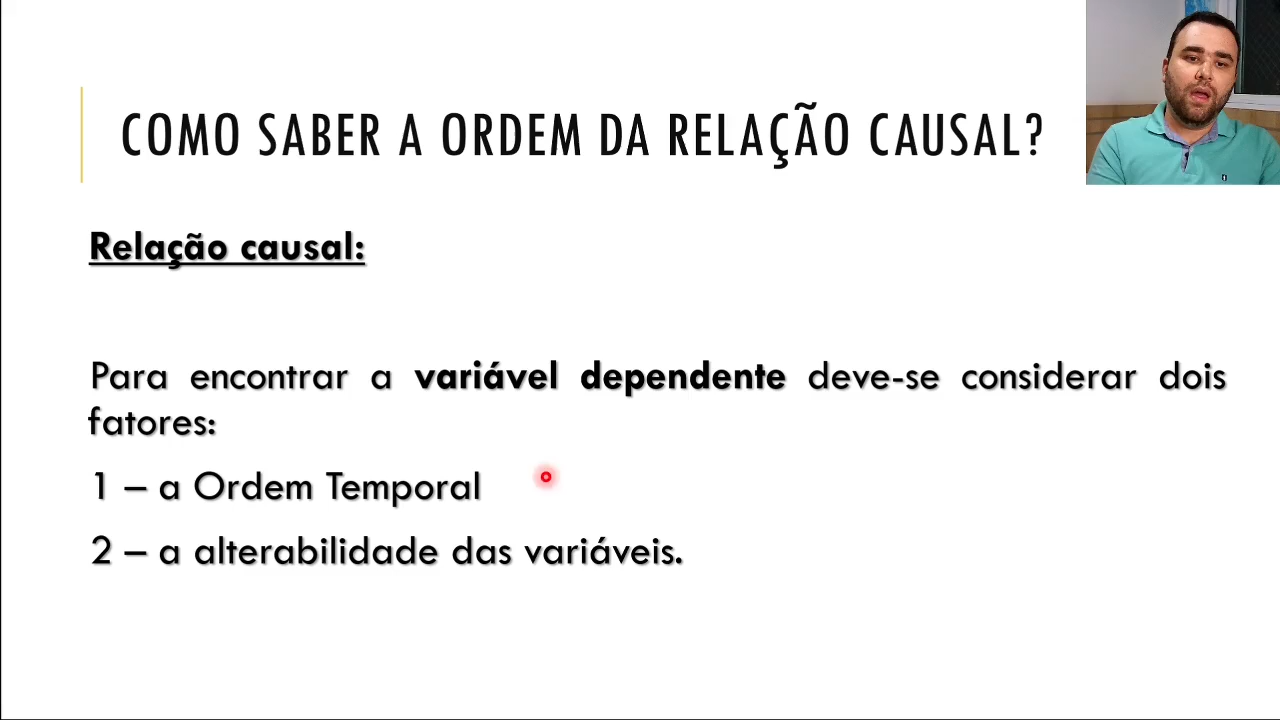 COMO SABER A ORDEM DA RELAÇÃO CAUSAL?
Relação causal:
Para encontrar a variável dependente deve-se considerar dois
fatores:
1 – a Ordem Temporal
2 – a alterabilidade das variáveis.